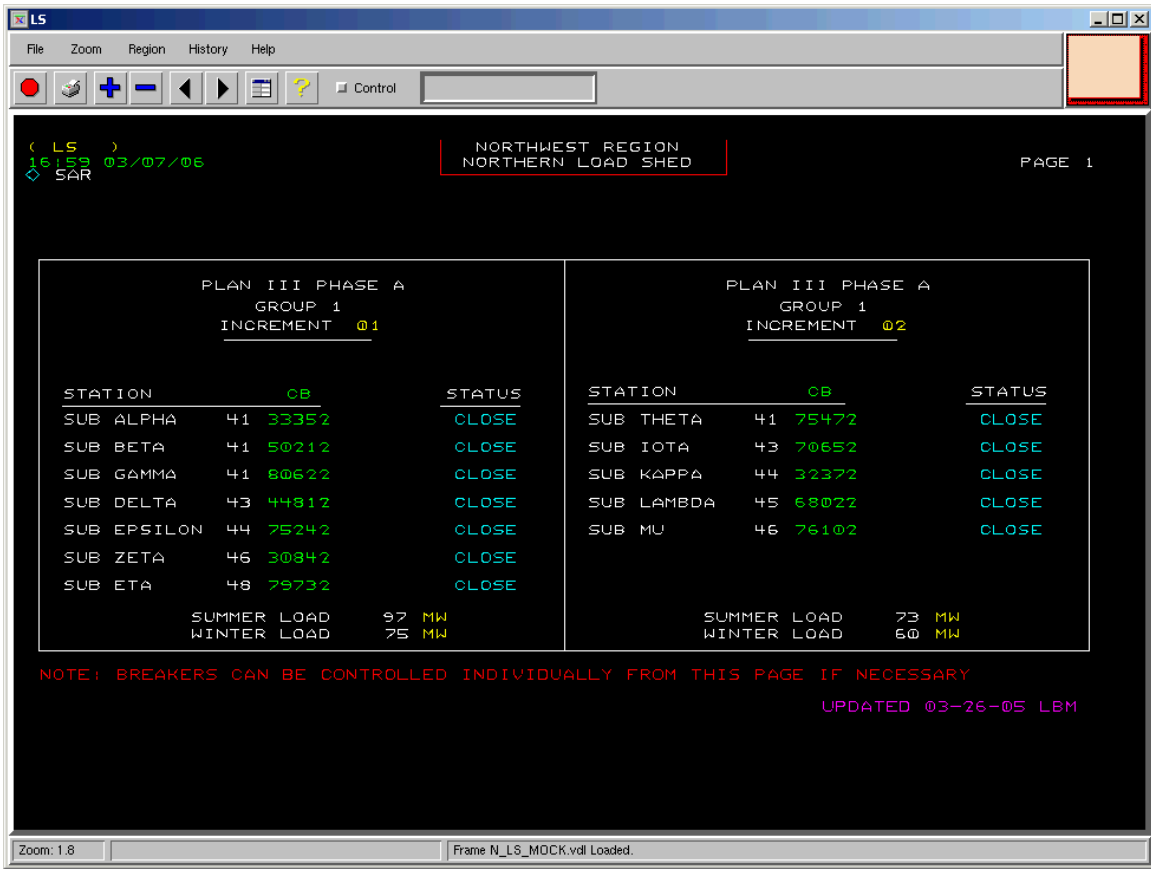 LS
File Zoom Region History Help
Control
( LS )
16:59 03/07/06
SAR
NORTHWEST REGION
NORTHERN LOAD SHED
PAGE 1
PLAN III PHASE A
GROUP 1
INCREMENT 01
STATION CB STATUS
SUB ALPHA 41 33352 CLOSE
SUB BETA 41 50212 CLOSE
SUB GAMMA 41 80622 CLOSE
SUB DELTA 43 44812 CLOSE
SUB EPSILON 44 75242 CLOSE
SUB ZETA 46 30842 CLOSE
SUB ETA 48 79732 CLOSE
SUMMER LOAD 97 MW
WINTER LOAD 75 MW
PLAN III PHASE A
GROUP 1
INCREMENT 02
STATION CB STATUS
SUB THETA 41 75472 CLOSE
SUB IOTA 43 70652 CLOSE
SUB KAPPA 44 32372 CLOSE
SUB LAMBDA 45 68022 CLOSE
SUB MU 46 76102 CLOSE
SUMMER LOAD 73 MW
WINTER LOAD 60 MW
NOTE: BREAKERS CAN BE CONTROLLED INDIVIDUALLY FROM THIS PAGE IF NECESSARY
UPDATED 03-26-05 LBM
Zoom: 1.8
Frame N_LS_MOCK.vdl Loaded.